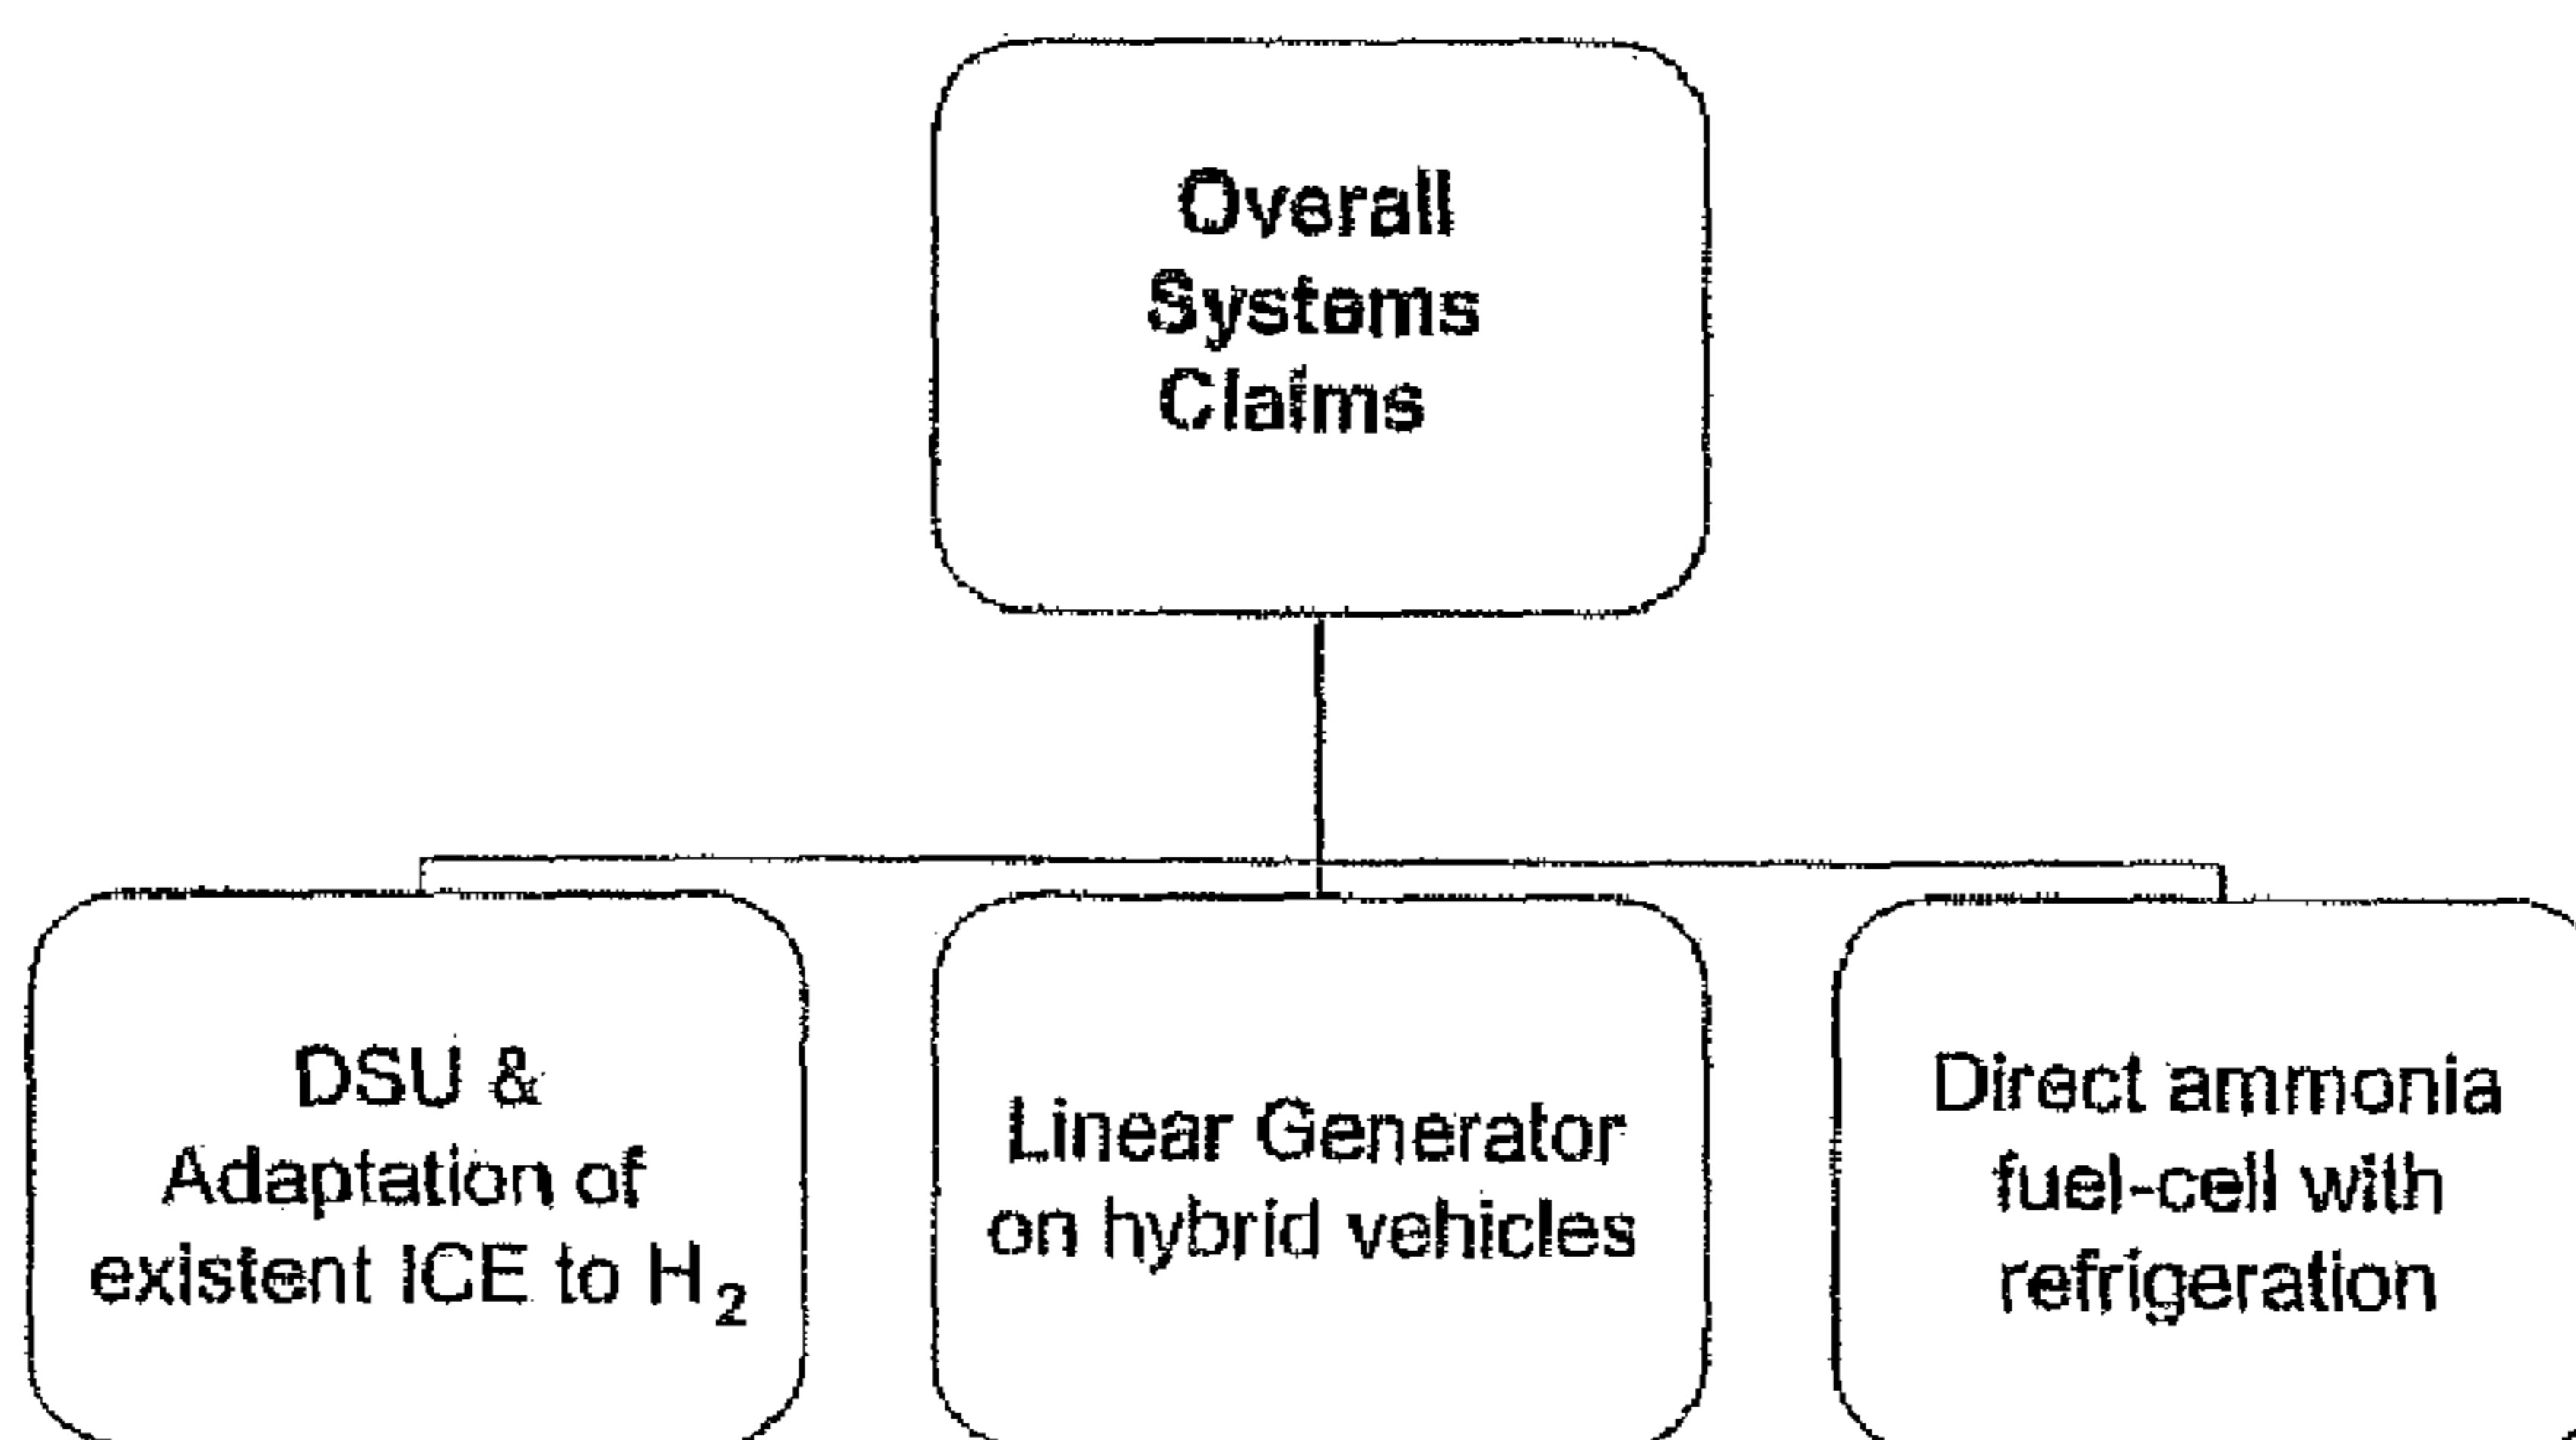 Overall
Systems
Claims
DSU &
Adaptation of
existent ICE to H₂
Linear Generator
on hybrid vehicles
Direct ammonia
fuel-cell with
refrigeration